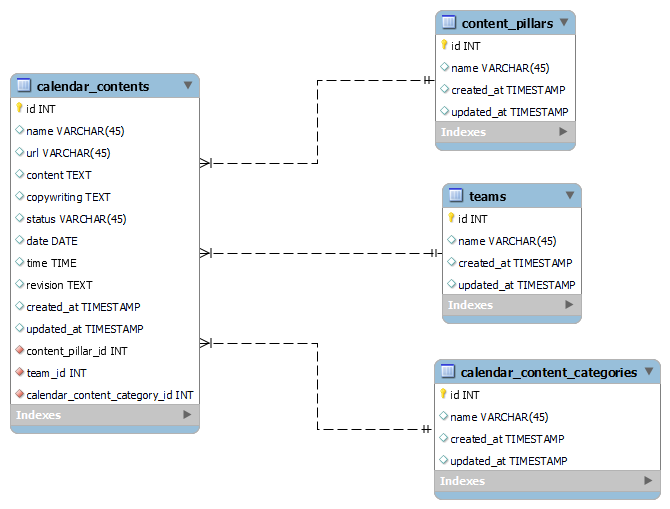 calendar_contents
id INT
name VARCHAR(45)
url VARCHAR(45)
content TEXT
copywriting TEXT
status VARCHAR(45)
date DATE
time TIME
revision TEXT
created_at TIMESTAMP
updated_at TIMESTAMP
content_pillar_id INT
team_id INT
calendar_content_category_id INT
Indexes
content_pillars
id INT
name VARCHAR(45)
created_at TIMESTAMP
updated_at TIMESTAMP
Indexes
teams
id INT
name VARCHAR(45)
created_at TIMESTAMP
updated_at TIMESTAMP
Indexes
calendar_content_categories
id INT
name VARCHAR(45)
created_at TIMESTAMP
updated_at TIMESTAMP
Indexes